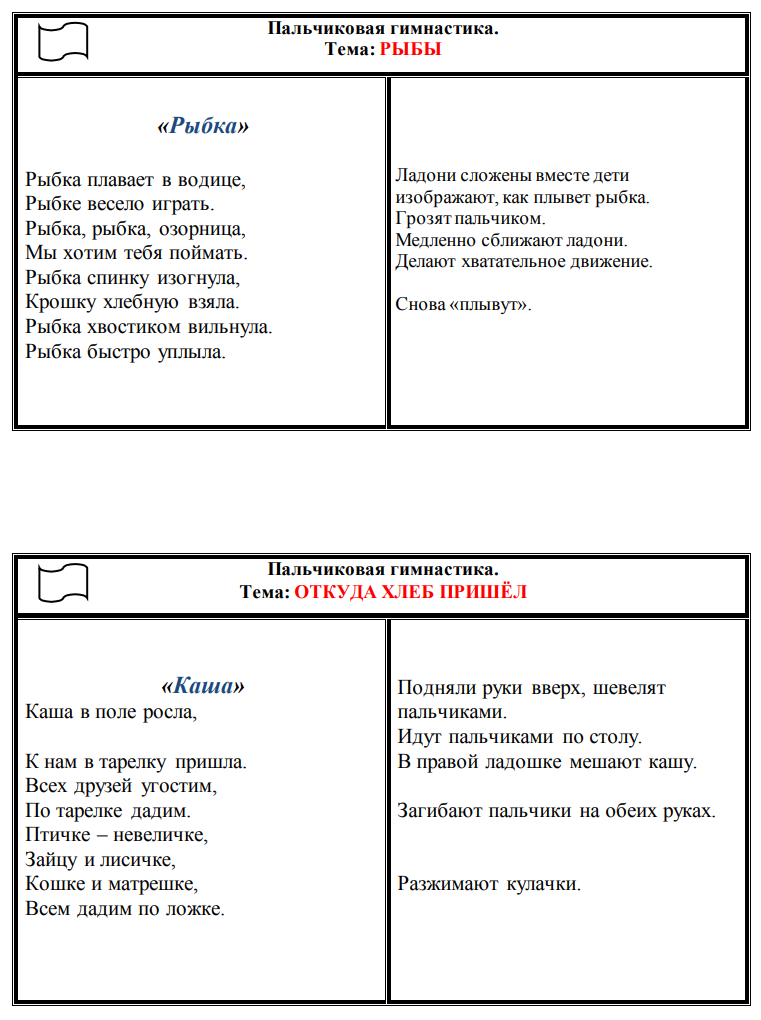 Пальчиковая гимнастика.
Тема: РЫБЫ
«Рыбка»
Рыбка плавает в водице,
Рыбке весело играть.
Рыбка, рыбка, озорница,
Мы хотим тебя поймать.
Рыбка спинку изогнула,
Крошку хлебную взяла.
Рыбка хвостиком вильнула.
Рыбка быстро уплыла.
Ладони сложены вместе дети
изображают, как плывет рыбка.
Грозят пальчиком.
Медленно сближают ладони.
Делают хватательное движение.
Снова «плывут».
Пальчиковая гимнастика.
Тема: ОТКУДА ХЛЕБ ПРИШЁЛ
«Каша»
Каша в поле росла,
К нам в тарелку пришла.
Всех друзей угостим,
По тарелке дадим.
Птичке – невеличке,
Зайцу и лисичке,
Кошке и матрешке,
Всем дадим по ложке.
Подняли руки вверх, шевелят
пальчиками.
Идут пальчиками по столу.
В правой ладошке мешают кашу.
Загибают пальчики на обеих руках.
Разжимают кулачки.